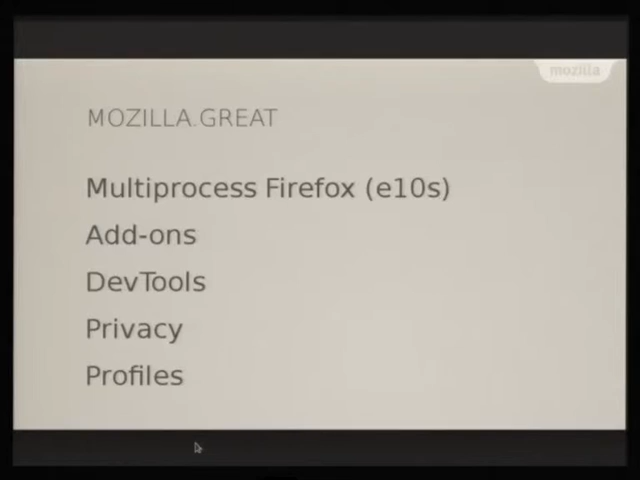 mozilla
MOZILLA.GREAT
Multiprocess Firefox (e10s)
Add-ons
DevTools
Privacy
Profiles